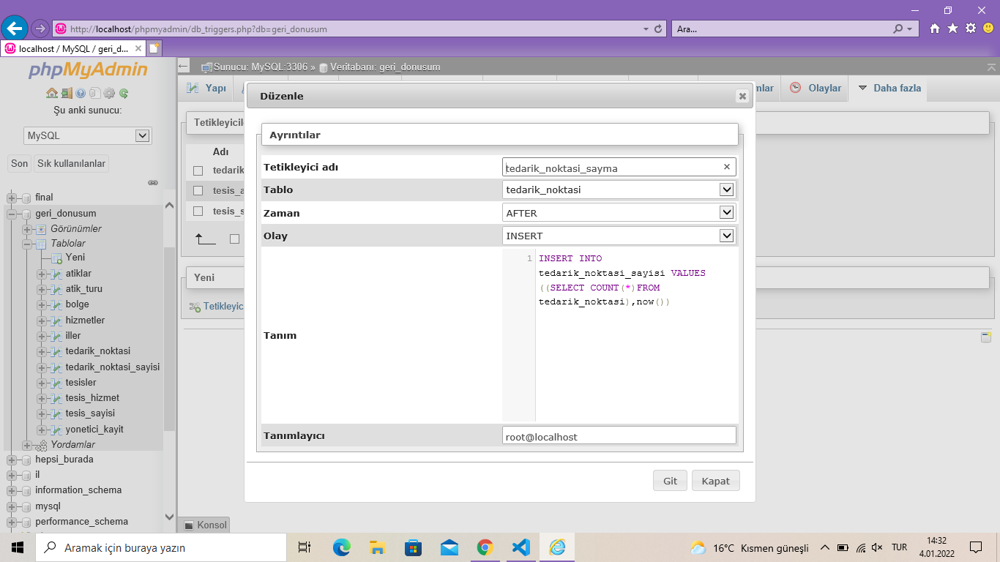 http://localhost/phpmyadmin/db_triggers.php?db=geri_donusum
Ara...
localhost / MySQL / geri_d...
phpMyAdmin
Şu anki sunucu:
MySQL
Son
Sık kullanılanlar
final
geri_donusum
Görünümler
Tablolar
Yeni
atiklar
atik_turu
bolge
hizmetler
iller
tedarik_noktasi
tedarik_noktasi_sayisi
tesisler
tesis_hizmet
tesis_sayisi
yonetici_kayit
Yordamlar
hepsi_burada
il
information_schema
mysql
performance_schema
Sunucu: MySQL:3306 » Veritabanı: geri_donusum
Yapı
mlar
Olaylar
Daha fazla
Tetikleyicil
Adı
tedarik
tesis_a
tesis_s
Yeni
Tetikleyic
Düzenle
Ayrıntılar
Tetikleyici adı
tedarik_noktasi_sayma
Tablo
tedarik_noktasi
Zaman
AFTER
Olay
INSERT
Tanım
1 INSERT INTO
tedarik_noktasi_sayisi VALUES
((SELECT COUNT(*)FROM
tedarik_noktasi),now())
Tanımlayıcı
root@localhost
Git
Kapat
Konsol
Aramak için buraya yazın
16°C Kısmen güneşli
TUR
14:32
4.01.2022